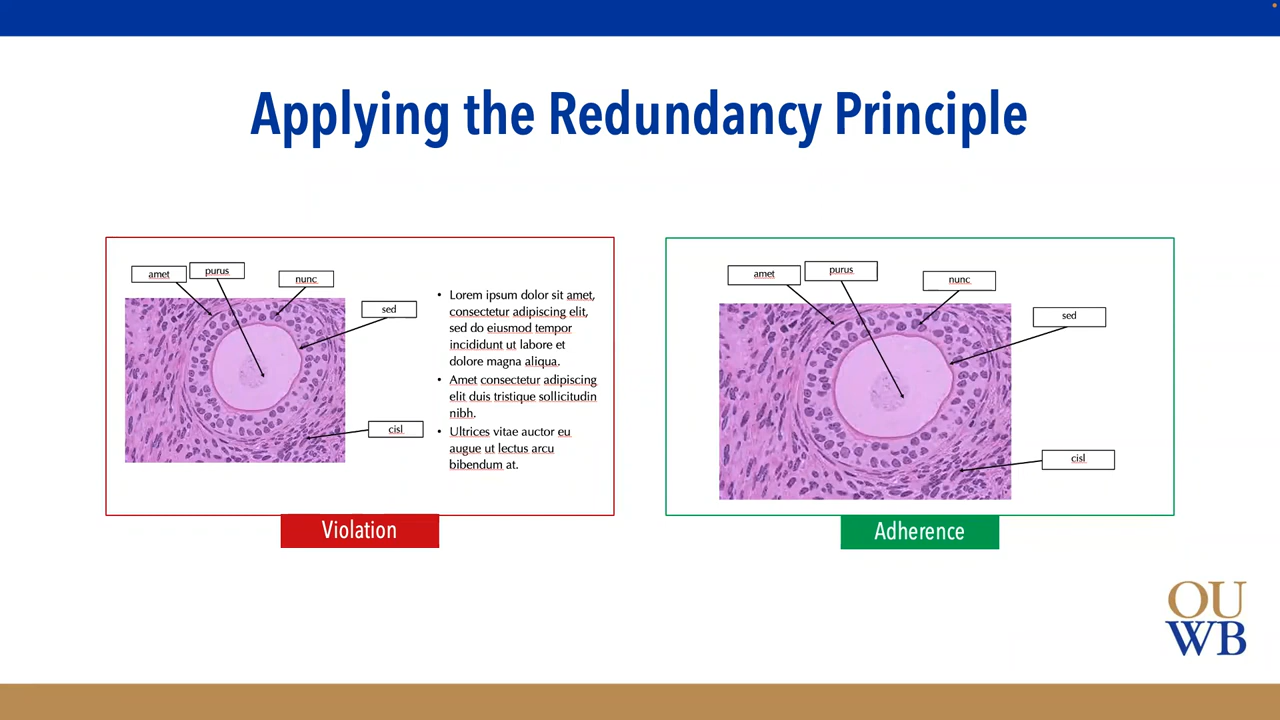 Applying the Redundancy Principle
amet
purus
nunc
sed
cisl
• Lorem ipsum dolor sit amet,
consectetur adipiscing elit,
sed do eiusmod tempor
incididunt ut labore et
dolore magna aliqua.
• Amet consectetur adipiscing
elit duis tristique sollicitudin
nibh.
• Ultrices vitae auctor eu
augue ut lectus arcu
bibendum at.
Violation
amet
purus
nunc
sed
cisl
Adherence
OU
WB